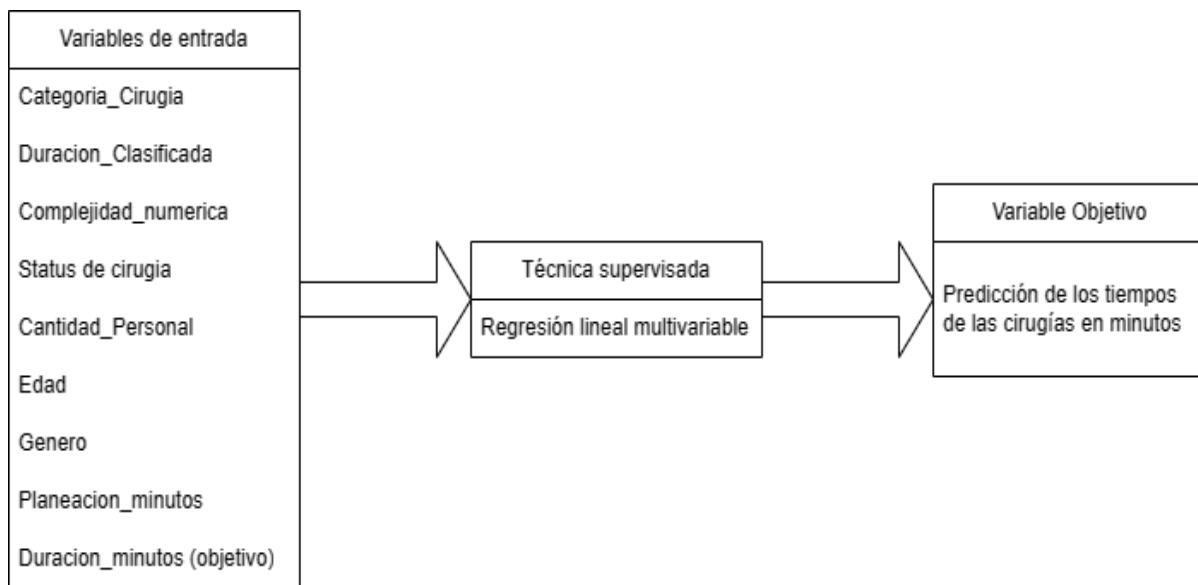 Variables de entrada
Categoria_Cirugia
Duracion_Clasificada
Complejidad_numerica
Status de cirugia
Cantidad_Personal
Edad
Genero
Planeacion_minutos
Duracion_minutos (objetivo)
Técnica supervisada
Regresión lineal multivariable
Variable Objetivo
Predicción de los tiempos
de las cirugías en minutos